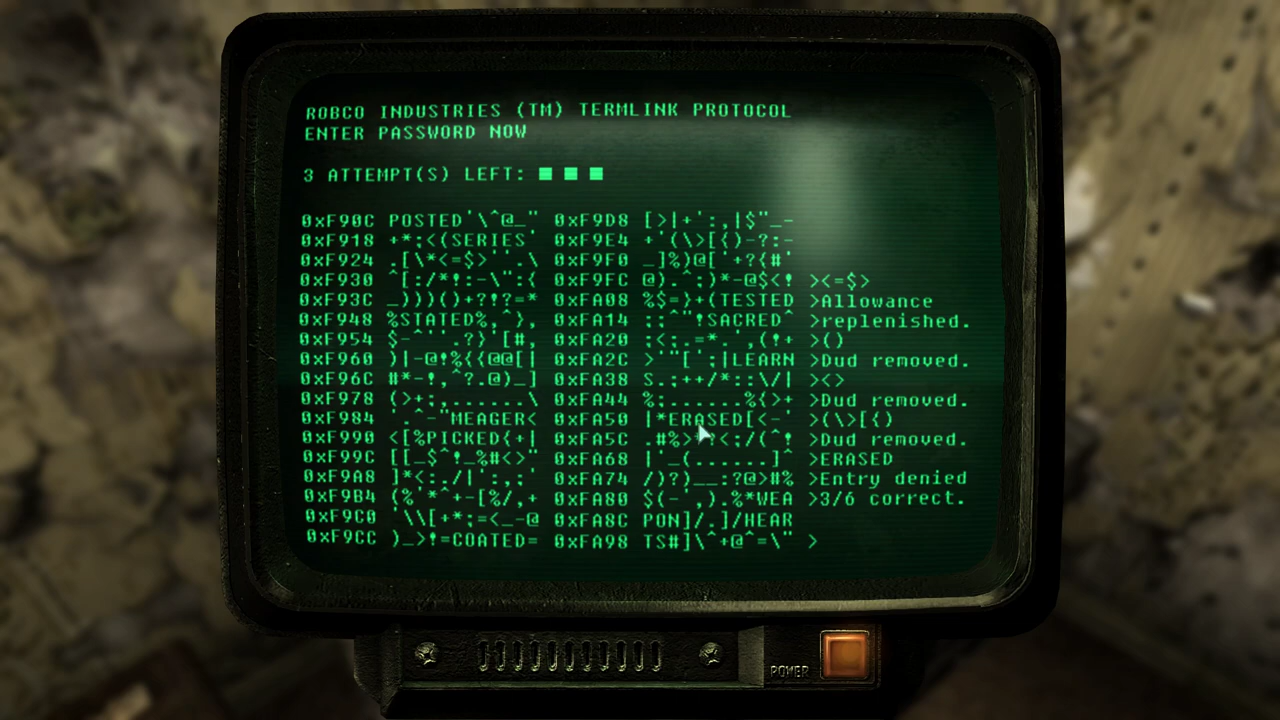 ROBCO INDUSTRIES (TM) TERMLINK PROTOCOL
ENTER PASSWORD NOW
3 ATTEMPT(S) LEFT: ■ ■ ■
0xF90C POSTED'\^@_" 0xF9D8 [>|+':,|$"_-
0xF918 +*;<(SERIES' 0xF9E4 +'(\>[{)-?:-
0xF924 .[\*<=$>''.\ 0xF9F0 _]%}@['+?{#'
0xF930 ^[:/*!:-\":{ 0xF9FC @).^;)*-@$<! ><=$>
0xF93C _)))()+?!?=* 0xFA08 %$=}+(TESTED >Allowance
0xF948 %STATED%,^}, 0xFA14 ;:^"!SACRED^ >replenished.
0xF954 $-^''.?}'[#, 0xFA20 ;<;.=*.',(!+ >()
0xF960 )|-@!%{{@@[| 0xFA2C >'"[';|LEARN >Dud removed.
0xF96C #*-!,^?.@)_] 0xFA38 S.;++/*::\/| ><>
0xF978 (>+;,......\ 0xFA44 %;......%{>+ >Dud removed.
0xF984 '.^-"MEAGER< 0xFA50 |*ERASED[<-' >(\>[{)
0xF990 <[%PICKED{+| 0xFA5C >Dud removed.
0xF99C [[_$^!_%#<>" 0xFA68 |'_(......]^ >ERASED
0xF9A8 ]*<:./|':,;' 0xFA74 /)?)__:?@>#% >Entry denied
0xF9B4 (%'*^+-[%/,+ 0xFA80 $(-',).%*WEA >3/6 correct.
0xF9C0 '\\[+*;=<_-@ 0xFA8C PON]/.]/HEAR
0xF9CC )_>!=COATED= 0xFA98 TS#]\^+@^=\" >
POWER